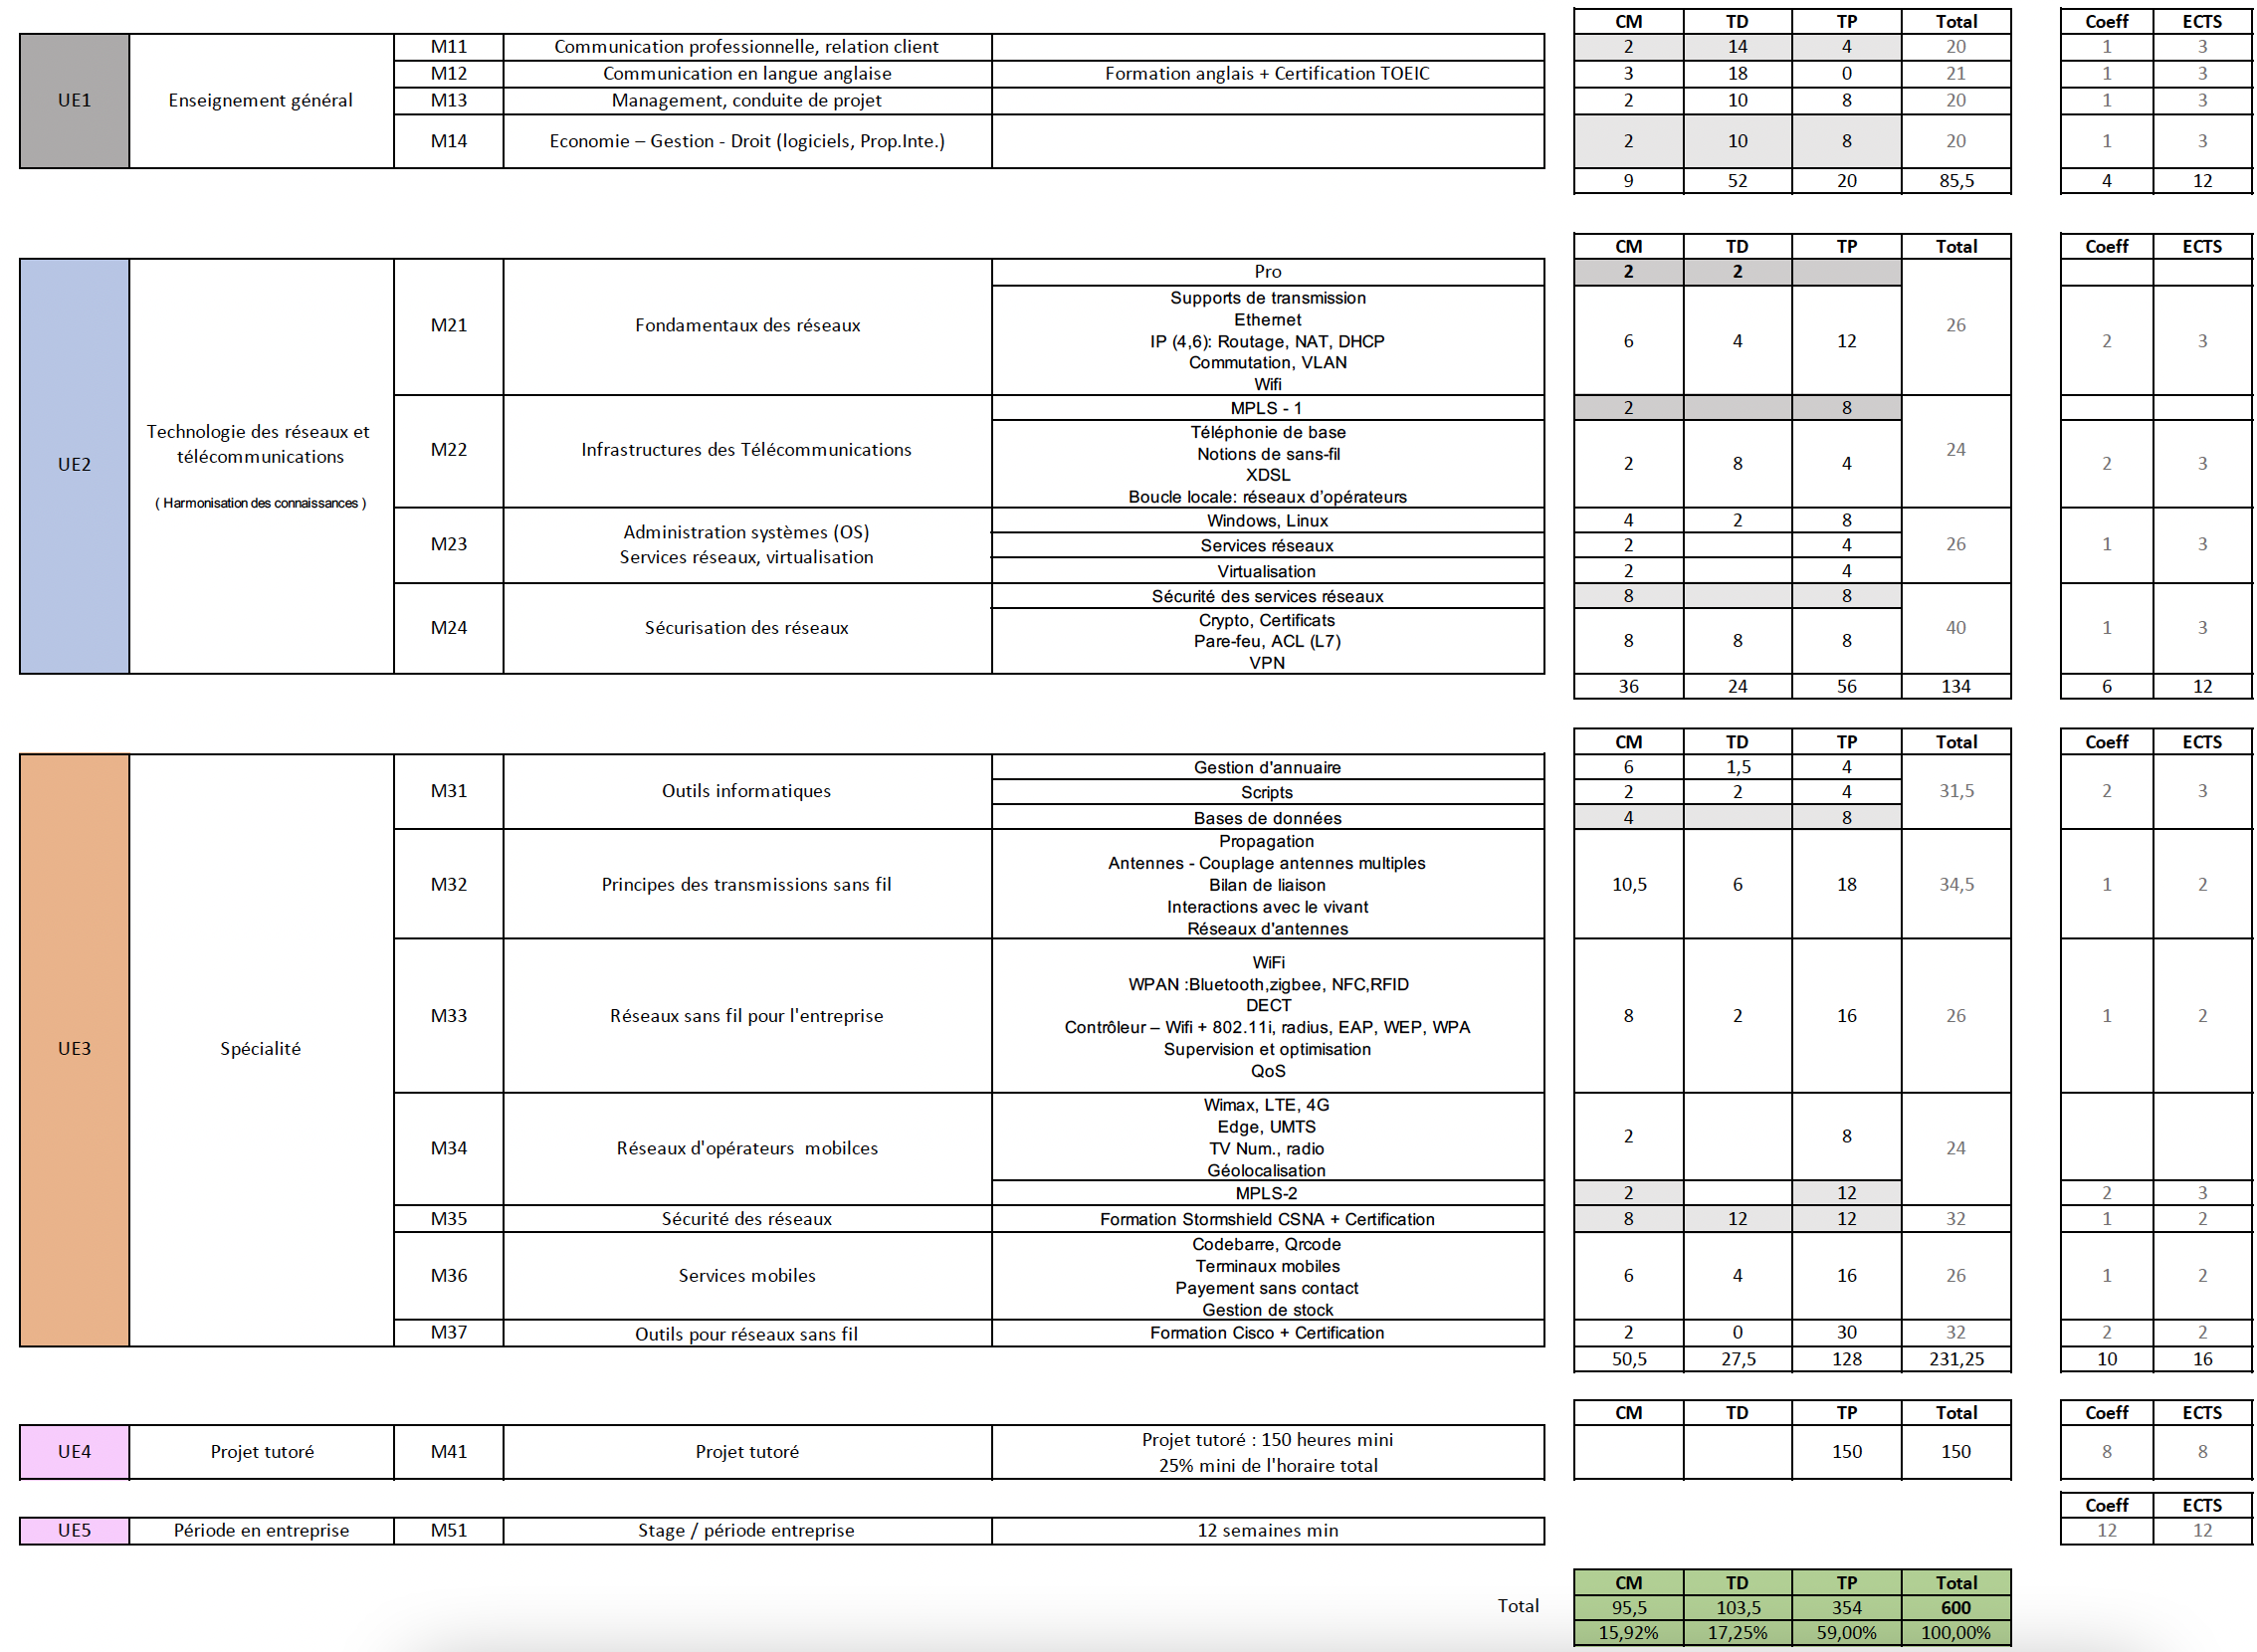 CM TD TP Total Coeff ECTS
UE1 Enseignement général
M11 Communication professionnelle, relation client 2 14 4 20 1 3
M12 Communication en langue anglaise Formation anglais + Certification TOEIC 3 18 0 21 1 3
M13 Management, conduite de projet 2 10 8 20 1 3
M14 Economie – Gestion - Droit (logiciels, Prop.Inte.) 2 10 8 20 1 3
9 52 20 85,5 4 12
CM TD TP Total Coeff ECTS
UE2 Technologie des réseaux et
télécommunications
( Harmonisation des connaissances )
M21 Fondamentaux des réseaux
Pro 2 2
Supports de transmission
Ethernet
IP (4,6): Routage, NAT, DHCP
Commutation, VLAN
Wifi
6 4 12 26 2 3
M22 Infrastructures des Télécommunications
MPLS - 1 2 8
Téléphonie de base
Notions de sans-fil
XDSL
Boucle locale: réseaux d’opérateurs
2 8 4 24 2 3
M23 Administration systèmes (OS)
Services réseaux, virtualisation
Windows, Linux 4 2 8
Services réseaux 2 4 26 1 3
Virtualisation 2 4
M24 Sécurisation des réseaux
Sécurité des services réseaux 8 8
Crypto, Certificats
Pare-feu, ACL (L7)
VPN
8 8 8 40 1 3
36 24 56 134 6 12
CM TD TP Total Coeff ECTS
UE3 Spécialité
M31 Outils informatiques
Gestion d'annuaire 6 1,5 4
Scripts 2 2 4 31,5 2 3
Bases de données 4 8
M32 Principes des transmissions sans fil
Propagation
Antennes - Couplage antennes multiples
Bilan de liaison
Interactions avec le vivant
Réseaux d'antennes
10,5 6 18 34,5 1 2
M33 Réseaux sans fil pour l'entreprise
WiFi
WPAN :Bluetooth,zigbee, NFC,RFID
DECT
Contrôleur – Wifi + 802.11i, radius, EAP, WEP, WPA
Supervision et optimisation
QoS
8 2 16 26 1 2
M34 Réseaux d'opérateurs mobilces
Wimax, LTE, 4G
Edge, UMTS
TV Num., radio
Géolocalisation
2 8 24
MPLS-2 2 12 2 3
M35 Sécurité des réseaux Formation Stormshield CSNA + Certification 8 12 12 32 1 2
M36 Services mobiles
Codebarre, Qrcode
Terminaux mobiles
Payement sans contact
Gestion de stock
6 4 16 26 1 2
M37 Outils pour réseaux sans fil Formation Cisco + Certification 2 0 30 32 2 2
50,5 27,5 128 231,25 10 16
CM TD TP Total Coeff ECTS
UE4 Projet tutoré M41 Projet tutoré
Projet tutoré : 150 heures mini
25% mini de l'horaire total
150 150 8 8
Coeff ECTS
UE5 Période en entreprise M51 Stage / période entreprise 12 semaines min 12 12
CM TD TP Total
Total 95,5 103,5 354 600
15,92% 17,25% 59,00% 100,00%